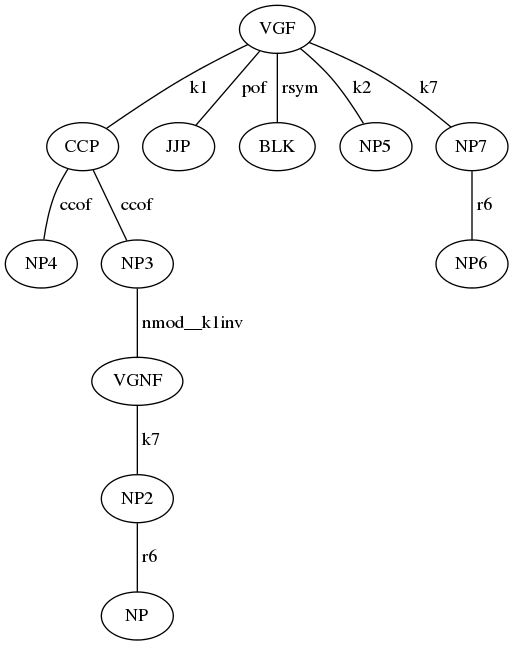 VGF
k1 pof rsym k2 k7
CCP JJP BLK NP5 NP7
ccof ccof r6
NP4 NP3 NP6
nmod__k1inv
VGNF
k7
NP2
r6
NP